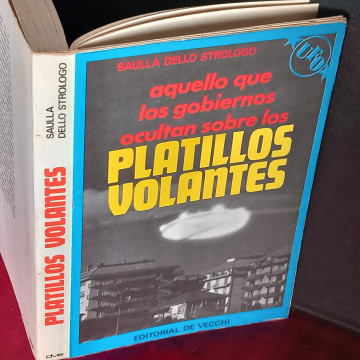 SAULLA DELLO STROLOGO
UFO
aquello que
los gobiernos
ocultan sobre los
PLATILLOS
VOLANTES
EDITORIAL DE VECCHI
SAULLA
DELLO STROLOGO
PLATILLOS VOLANTES